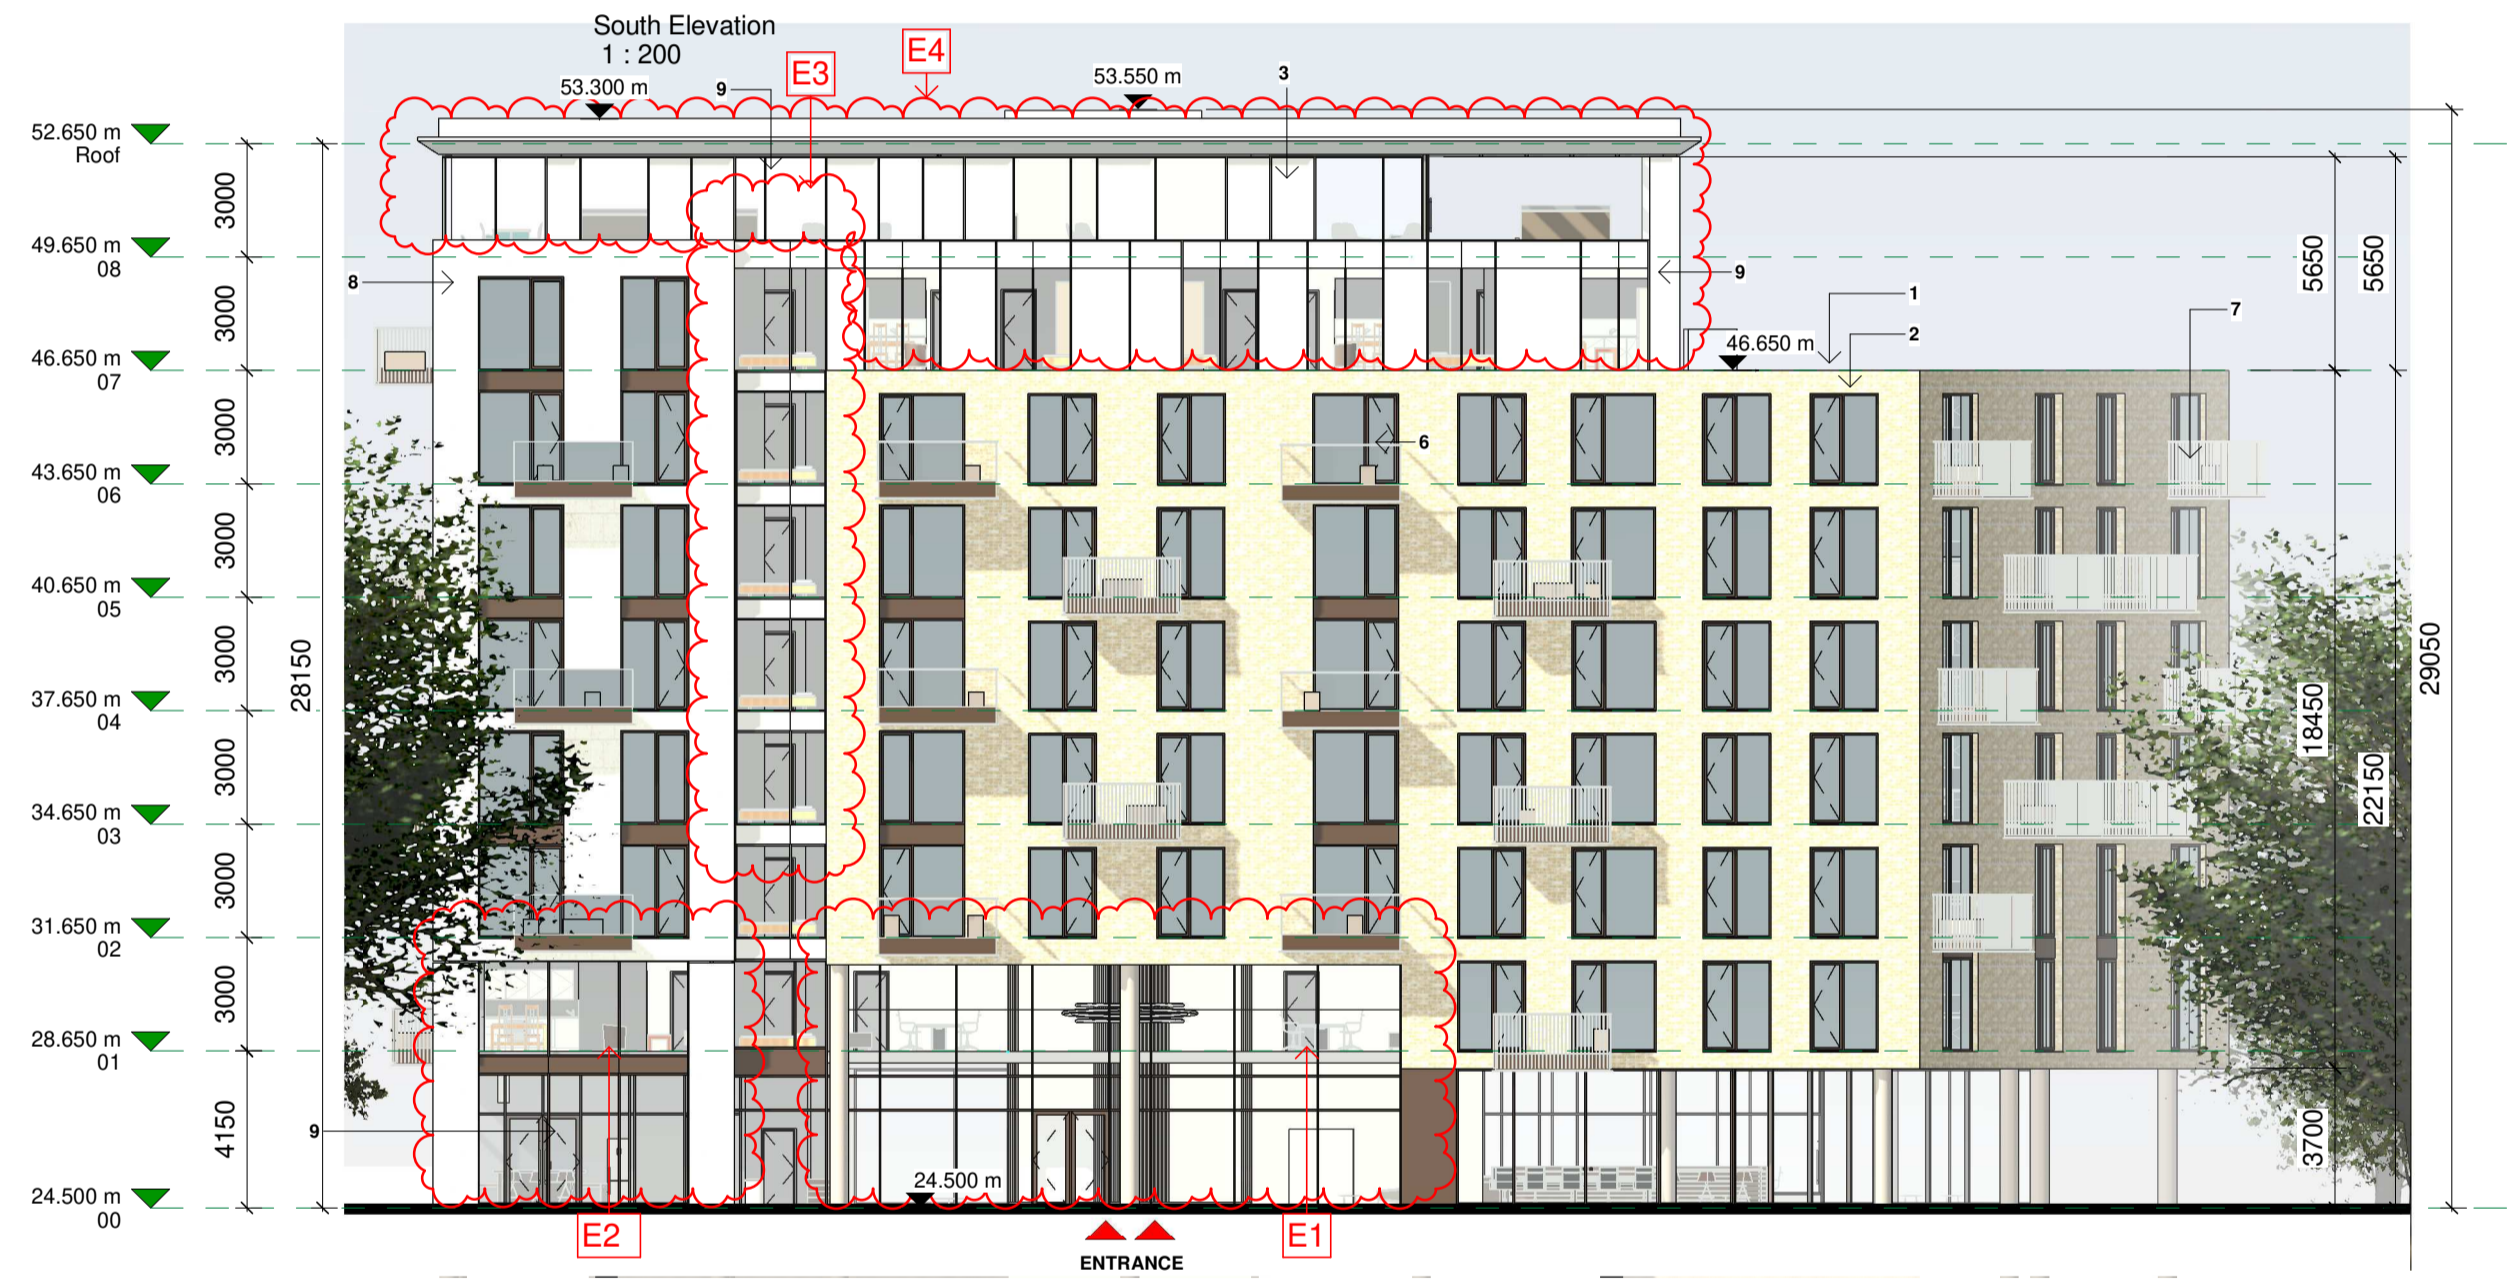 South Elevation
1 : 200
E3
E4
53.300 m
9
53.550 m
3
52.650 m
Roof
3000
49.650 m
08
8
9
1
5650
5650
3000
7
2
46.650 m
46.650 m
07
3000
6
43.650 m
06
3000
40.650 m
05
28150
3000
29050
37.650 m
04
18450
3000
22150
34.650 m
03
3000
31.650 m
02
3000
28.650 m
01
4150
9
3700
24.500 m
24.500 m
00
E2
E1
ENTRANCE